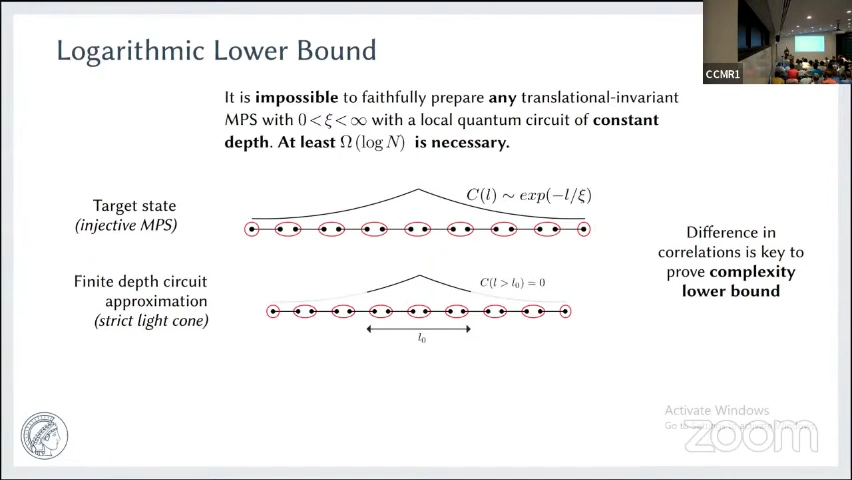 Logarithmic Lower Bound
CCMR1
It is impossible to faithfully prepare any translational-invariant
MPS with 0 < ξ < ∞ with a local quantum circuit of constant
depth. At least Ω (log N) is necessary.
C(l) ∼ exp(−l/ξ)
Target state
(injective MPS)
Difference in
correlations is key to
prove complexity
lower bound
Finite depth circuit
approximation
(strict light cone)
C(l > l₀) = 0
l₀
Activate Windows
Go to
zoom